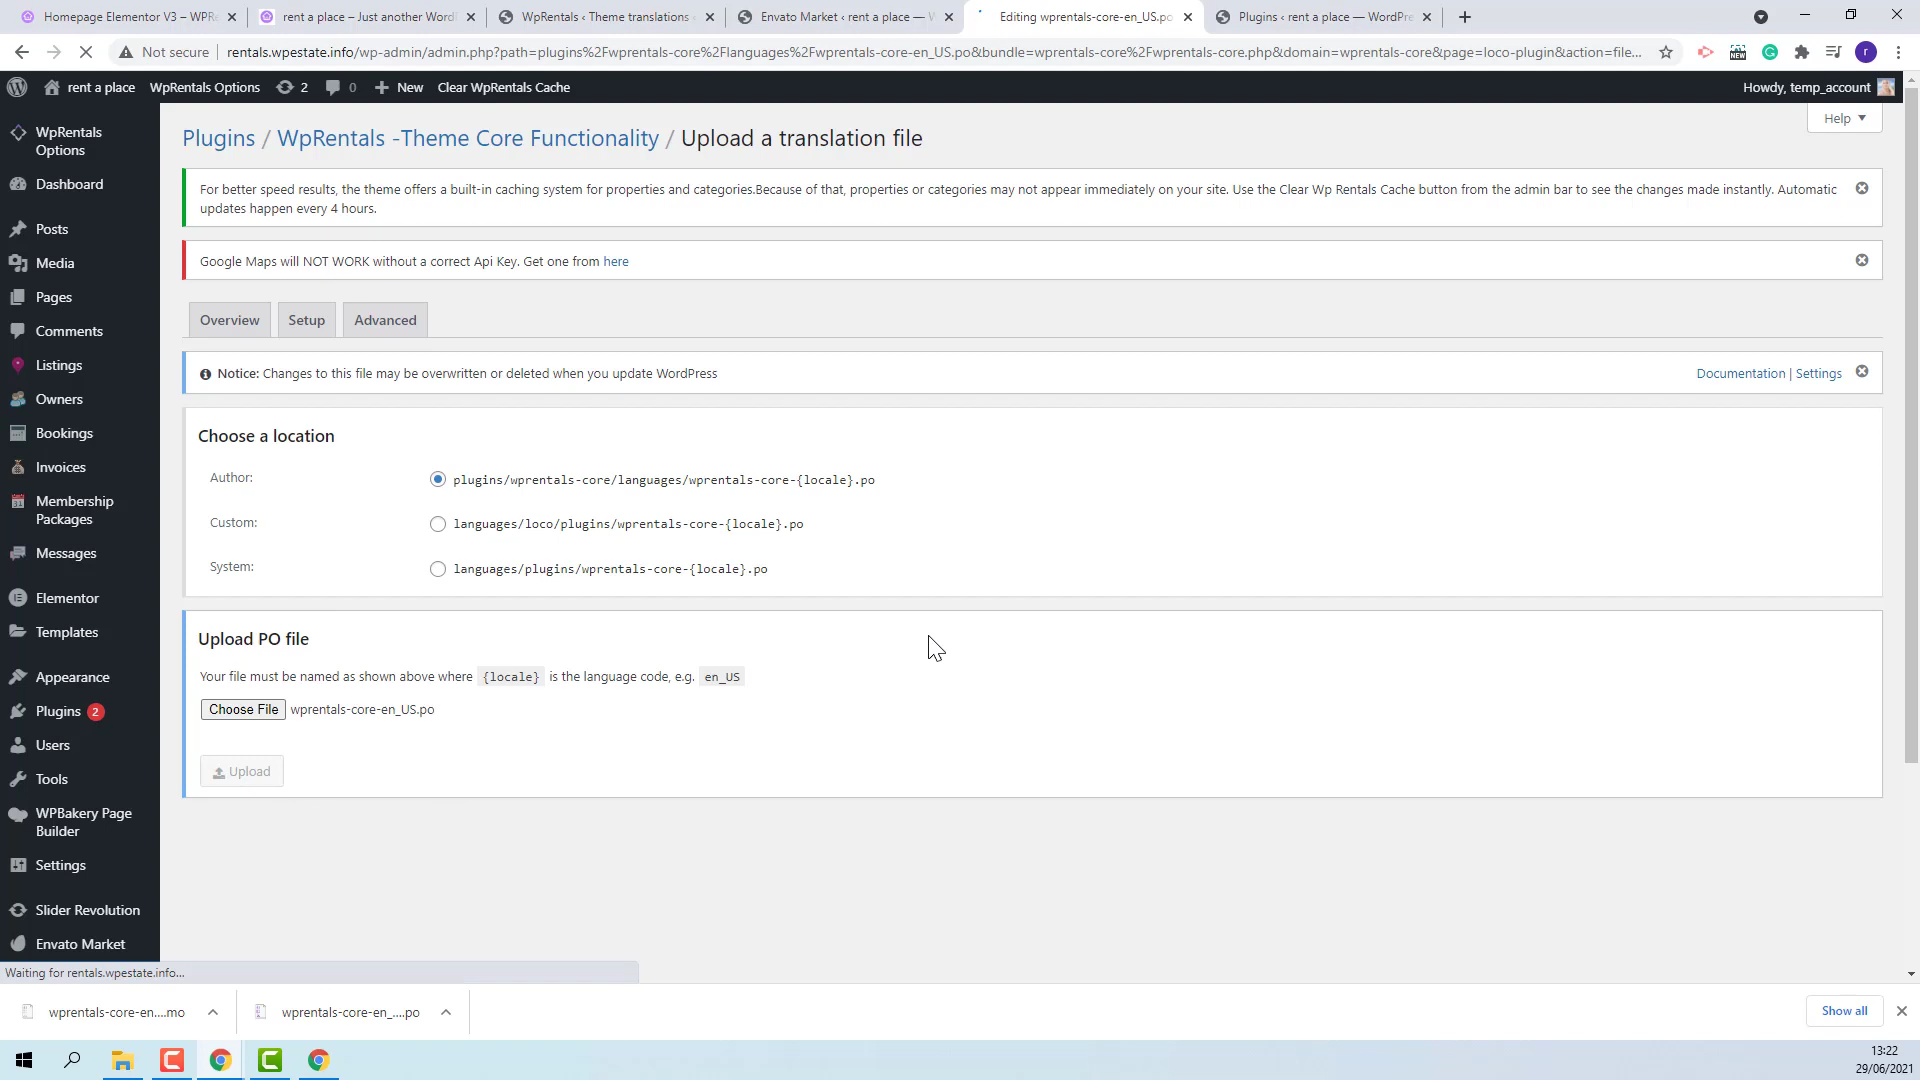 Homepage Elementor V3 – WPRe
rent a place – Just another Word
WpRentals ‹ Theme translations ‹
Envato Market ‹ rent a place — W
Editing wprentals-core-en_US.po
Plugins ‹ rent a place — WordPre
Not secure
rentals.wpestate.info/wp-admin/admin.php?path=plugins%2Fwprentals-core%2Flanguages%2Fwprentals-core-en_US.po&bundle=wprentals-core%2Fwprentals-core.php&domain=wprentals-core&page=loco-plugin&action=file...
NEW
r
rent a place
WpRentals Options
2
0
New
Clear WpRentals Cache
Howdy, temp_account
WpRentals
Options
Dashboard
Posts
Media
Pages
Comments
Listings
Owners
Bookings
Invoices
Membership
Packages
Messages
Elementor
Templates
Appearance
Plugins 2
Users
Tools
WPBakery Page
Builder
Settings
Slider Revolution
Envato Market
Help
Plugins / WpRentals -Theme Core Functionality / Upload a translation file
For better speed results, the theme offers a built-in caching system for properties and categories.Because of that, properties or categories may not appear immediately on your site. Use the Clear Wp Rentals Cache button from the admin bar to see the changes made instantly. Automatic
updates happen every 4 hours.
Google Maps will NOT WORK without a correct Api Key. Get one from here
Overview
Setup
Advanced
Notice: Changes to this file may be overwritten or deleted when you update WordPress
Documentation | Settings
Choose a location
Author:
plugins/wprentals-core/languages/wprentals-core-{locale}.po
Custom:
languages/loco/plugins/wprentals-core-{locale}.po
System:
languages/plugins/wprentals-core-{locale}.po
Upload PO file
Your file must be named as shown above where {locale} is the language code, e.g. en_US
Choose File wprentals-core-en_US.po
Upload
Waiting for rentals.wpestate.info...
wprentals-core-en....mo
wprentals-core-en_....po
Show all
13:22
29/06/2021